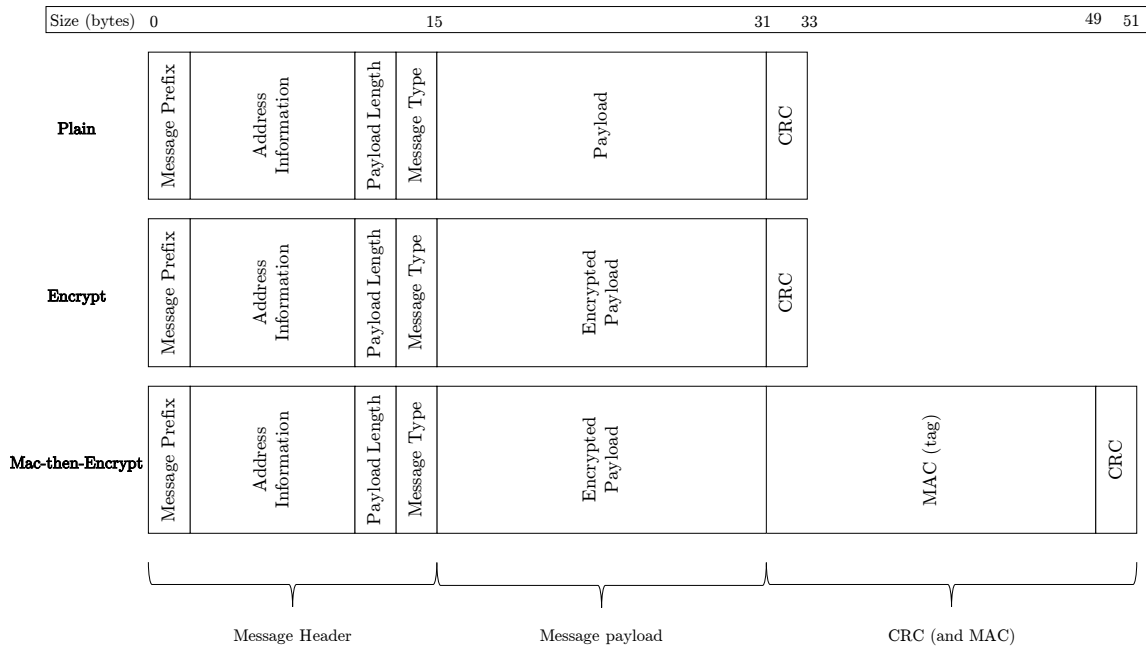 Size (bytes) 0 15 31 33 49 51
Plain
Message Prefix
Address
Information
Payload Length
Message Type
Payload
CRC
Encrypt
Message Prefix
Address
Information
Payload Length
Message Type
Encrypted
Payload
CRC
Mac-then-Encrypt
Message Prefix
Address
Information
Payload Length
Message Type
Encrypted
Payload
MAC (tag)
CRC
Message Header
Message payload
CRC (and MAC)